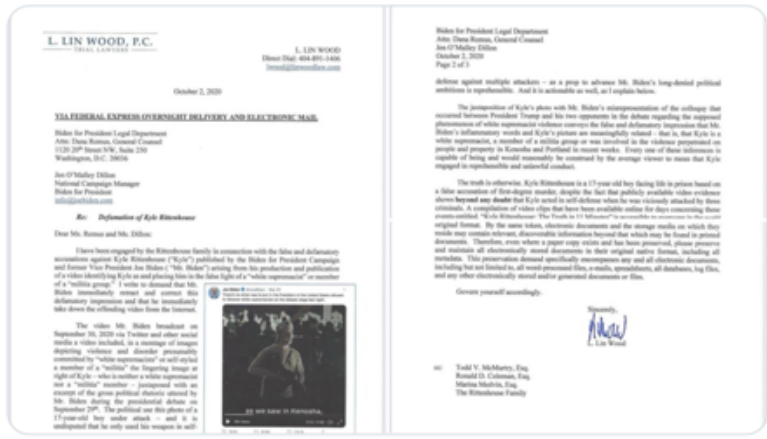 L. LIN WOOD, P.C.
TRIAL LAWYERS
L. LIN WOOD
Direct Dial: 404-891-1406
lwood@linwoodlaw.com
October 2, 2020
VIA FEDERAL EXPRESS OVERNIGHT DELIVERY AND ELECTRONIC MAIL
Biden for President Legal Department
Attn: Dana Remus, General Counsel
1120 20th Street NW, Suite 250
Washington, D.C. 20036
Jen O'Malley Dillon
National Campaign Manager
Biden for President
info@joebiden.com
Re: Defamation of Kyle Rittenhouse
Dear Ms. Remus and Ms. Dillon:
I have been engaged by the Rittenhouse family in connection with the false and defamatory
accusations against Kyle Rittenhouse ("Kyle") published by the Biden for President Campaign
and former Vice President Joe Biden ("Mr. Biden") arising from his production and publication
of a video identifying Kyle as and placing him in the false light of a "white supremacist" or member
of a "militia group." I write to demand that Mr.
Biden immediately retract and correct this
defamatory impression and that he immediately
take down the offending video from the Internet.
The video Mr. Biden broadcast on
September 30, 2020 via Twitter and other social
media a video included, in a montage of images
depicting violence and disorder presumably
committed by "white supremacists" or self-styled
a member of a "militia" the lingering image at
right of Kyle – who is neither a white supremacist
nor a "militia" member – juxtaposed with an
excerpt of the gross political rhetoric uttered by
Mr. Biden during the presidential debate on
September 29th. The political use this photo of a
17-year-old boy under attack – and it is
undisputed that he only used his weapon in self-
Joe Biden
as we saw in Kenosha,
Biden for President Legal Department
Attn: Dana Remus, General Counsel
Jen O'Malley Dillon
October 2, 2020
Page 2 of 3
defense against multiple attackers – as a prop to advance Mr. Biden's long-denied political
ambitions is reprehensible. And it is actionable as well, as I explain below.
The juxtaposition of Kyle's photo with Mr. Biden's misrepresentation of the colloquy that
occurred between President Trump and his two opponents in the debate regarding the supposed
phenomenon of white supremacist violence conveys the false and defamatory impression that Mr.
Biden's inflammatory words and Kyle's picture are meaningfully related – that is, that Kyle is a
white supremacist, a member of a militia group or was involved in the violence perpetrated on
people and property in Kenosha and Portland in recent weeks. Every one of these inferences is
capable of being and would reasonably be construed by the average viewer to mean that Kyle
engaged in reprehensible and unlawful conduct.
The truth is otherwise. Kyle Rittenhouse is a 17-year-old boy facing life in prison based on
a false accusation of first-degree murder, despite the fact that publicly available video evidence
shows beyond any doubt that Kyle acted in self-defense when he was viciously attacked by three
criminals. A compilation of video clips that have been available online for days concerning these
events entitled, "Kyle Rittenhouse: The Truth in 11 Minutes" is accessible to everyone in the world
original format. By the same token, electronic documents and the storage media on which they
reside may contain relevant, discoverable information beyond that which may be found in printed
documents. Therefore, even where a paper copy exists and has been preserved, please preserve
and maintain all electronically stored documents in their original native format, including all
metadata. This preservation demand specifically encompasses any and all electronic documents,
including but not limited to, all word-processed files, e-mails, spreadsheets, all databases, log files,
and any other electronically stored and/or generated documents or files.
Govern yourself accordingly.
Sincerely,
L. Lin Wood
cc: Todd V. McMurtry, Esq.
Ronald D. Coleman, Esq.
Marina Medvin, Esq.
The Rittenhouse Family